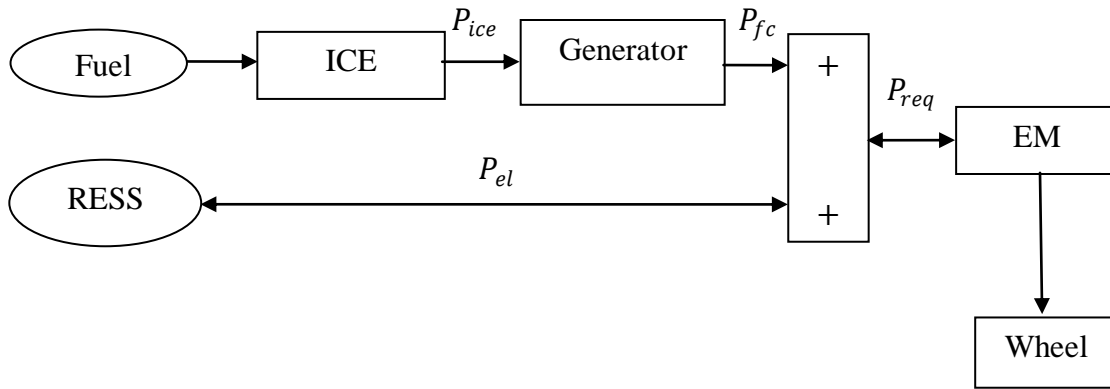 Fuel
ICE
P_ice
Generator
P_fc
+
+
P_req
EM
RESS
P_el
Wheel